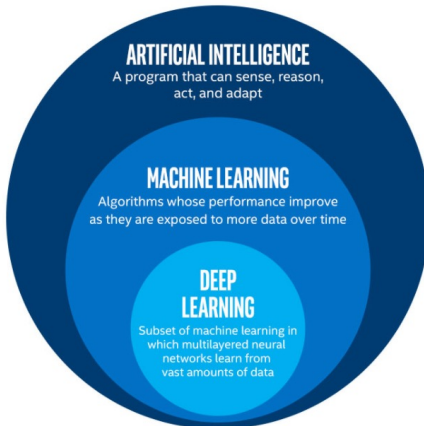 ARTIFICIAL INTELLIGENCE
A program that can sense, reason,
act, and adapt
MACHINE LEARNING
Algorithms whose performance improve
as they are exposed to more data over time
DEEP
LEARNING
Subset of machine learning in
which multilayered neural
networks learn from
vast amounts of data